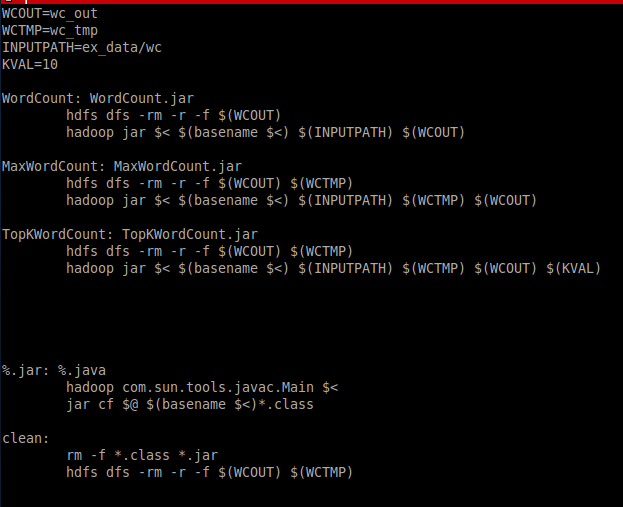 WCOUT=wc_out
WCTMP=wc_tmp
INPUTPATH=ex_data/wc
KVAL=10
WordCount: WordCount.jar
hdfs dfs -rm -r -f $(WCOUT)
hadoop jar $< $(basename $<) $(INPUTPATH) $(WCOUT)
MaxWordCount: MaxWordCount.jar
hdfs dfs -rm -r -f $(WCOUT) $(WCTMP)
hadoop jar $< $(basename $<) $(INPUTPATH) $(WCTMP) $(WCOUT)
TopKWordCount: TopKWordCount.jar
hdfs dfs -rm -r -f $(WCOUT) $(WCTMP)
hadoop jar $< $(basename $<) $(INPUTPATH) $(WCTMP) $(WCOUT) $(KVAL)
%.jar: %.java
hadoop com.sun.tools.javac.Main $<
jar cf $@ $(basename $<)*.class
clean:
rm -f *.class *.jar
hdfs dfs -rm -r -f $(WCOUT) $(WCTMP)